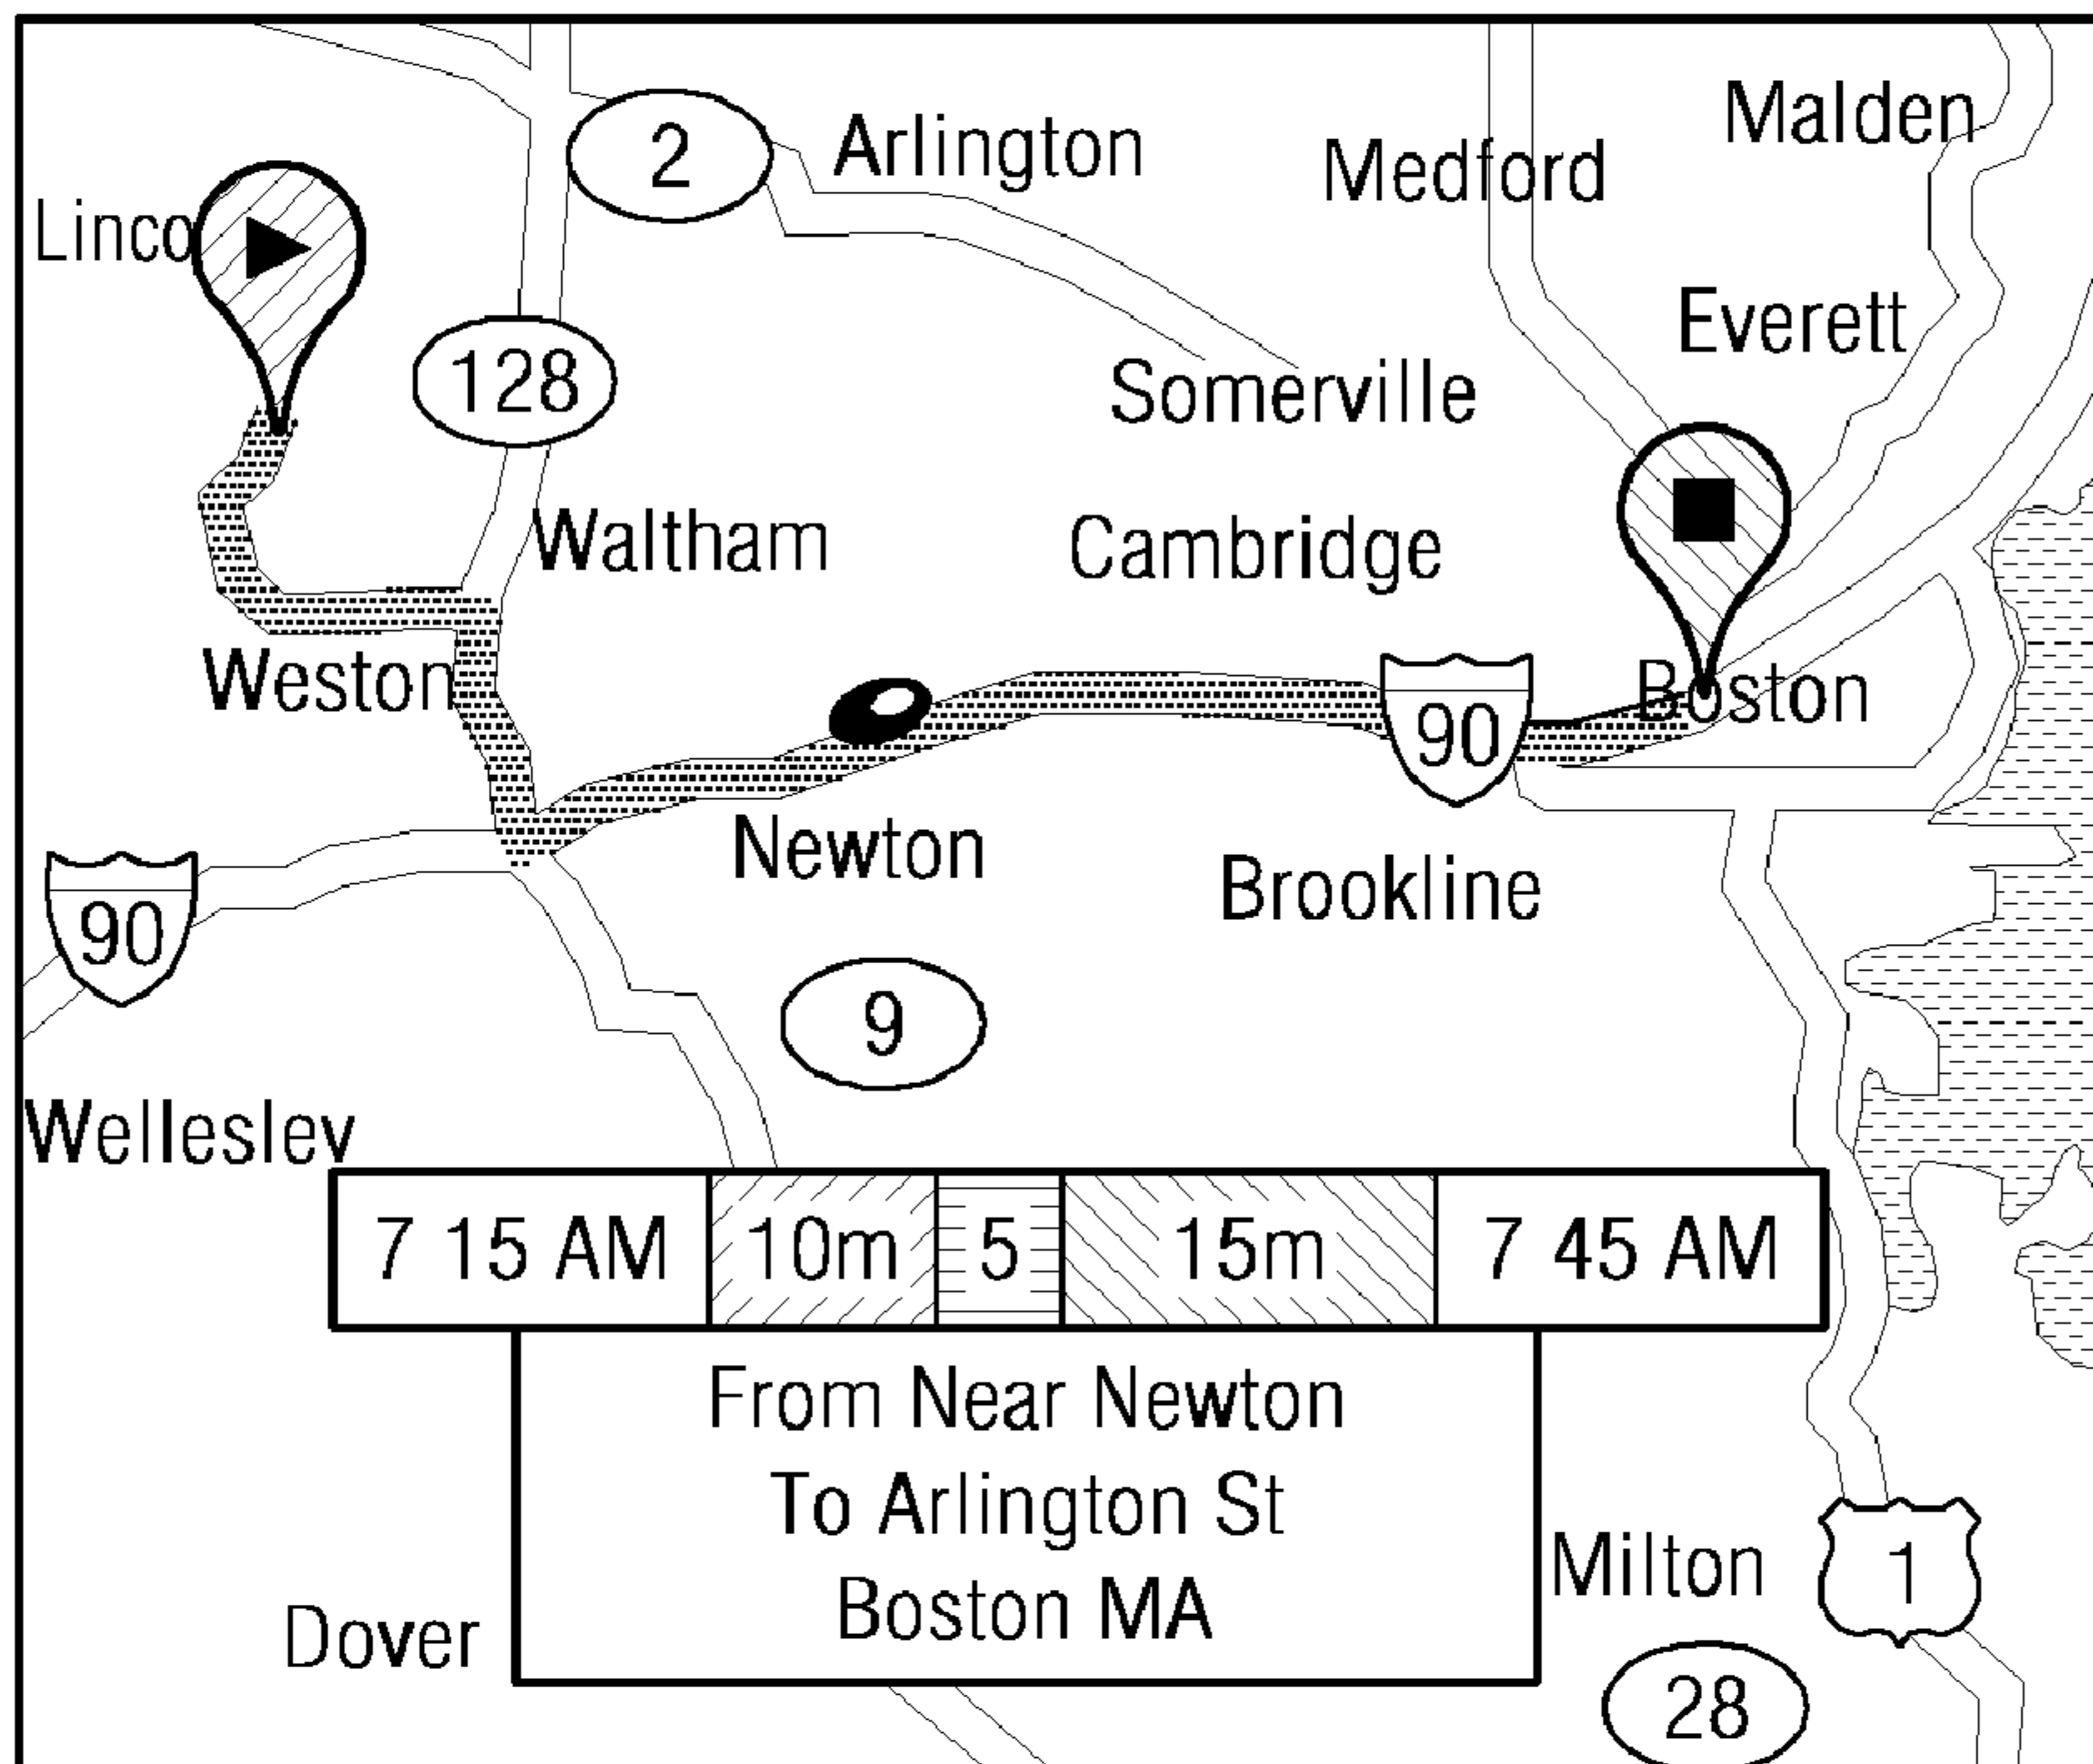 Malden
2
Arlington
Medford
Linco
Everett
128
Somerville
Waltham
Cambridge
Weston
Boston
90
Newton
Brookline
90
9
Welleslev
7 15 AM 10m 5 15m 7 45 AM
From Near Newton
To Arlington St
Boston MA
Milton
1
Dover
28